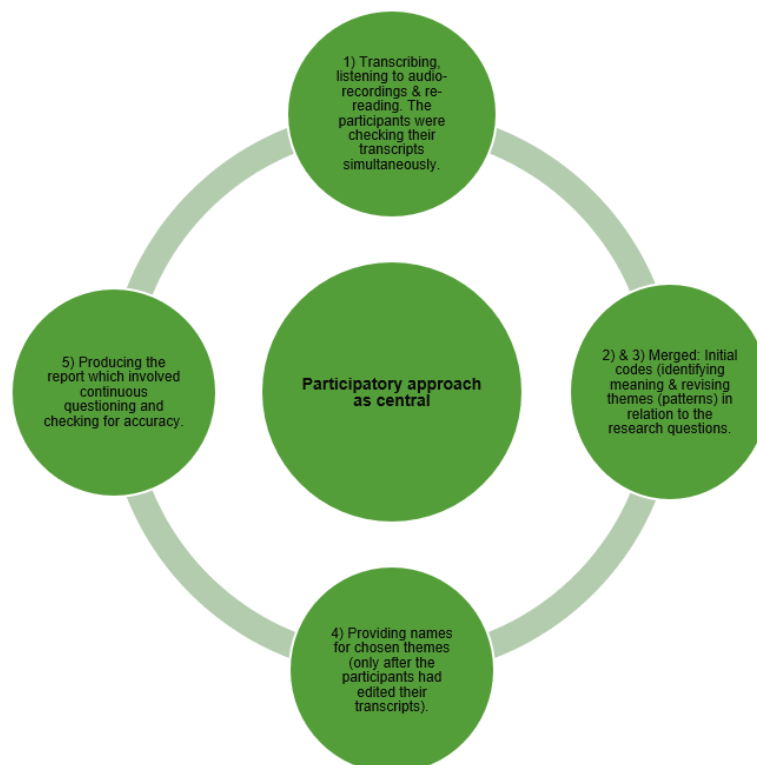 1) Transcribing,
listening to audio-
recordings & re-
reading. The
participants were
checking their
transcripts
simultaneously.
2) & 3) Merged: Initial
codes (identifying
meaning & revising
themes (patterns) in
relation to the
research questions.
5) Producing the
report which involved
continuous
questioning and
checking for accuracy.
Participatory approach
as central
4) Providing names
for chosen themes
(only after the
participants had
edited their
transcripts).